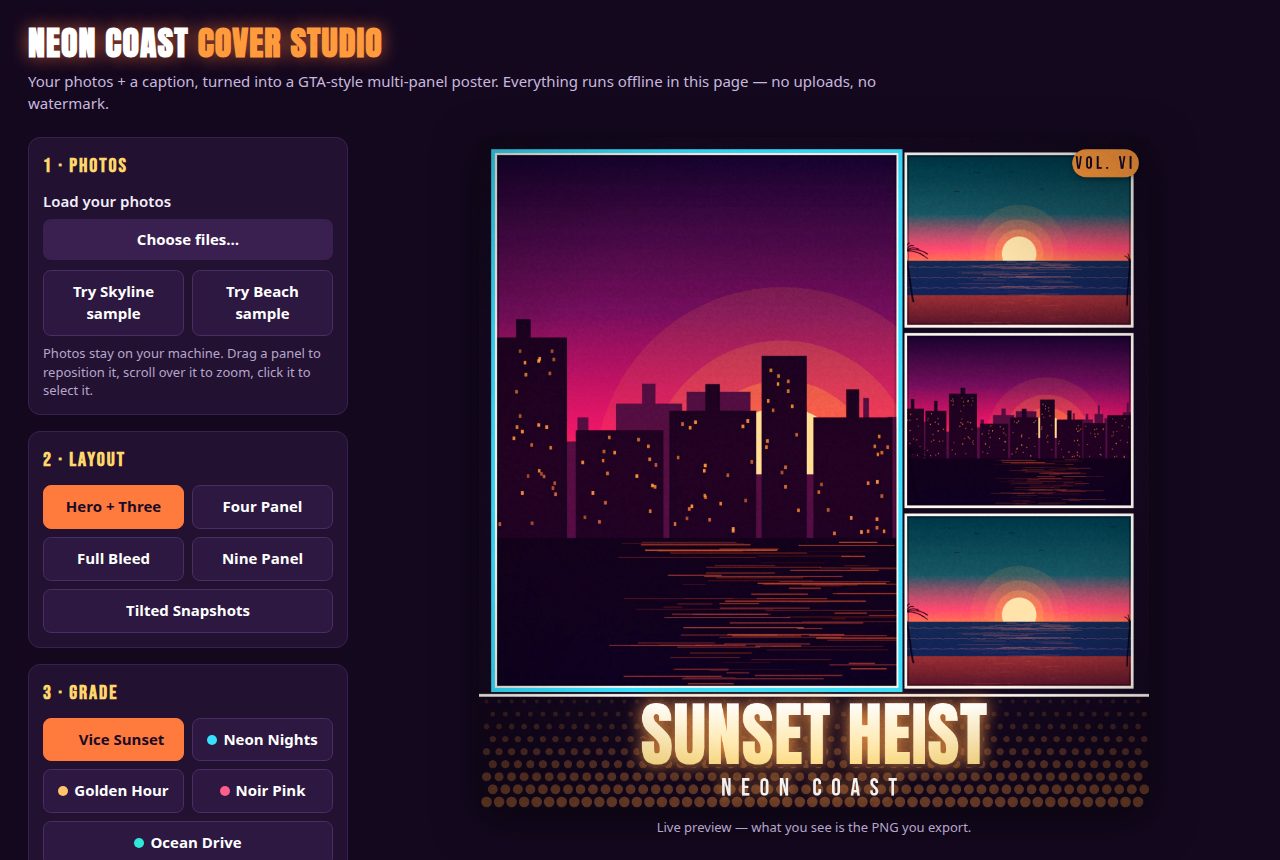 NEON COAST COVER STUDIO
Your photos + a caption, turned into a GTA-style multi-panel poster. Everything runs offline in this page — no uploads, no
watermark.
1 · PHOTOS
Load your photos
Choose files…
Try Skyline
sample
Try Beach
sample
Photos stay on your machine. Drag a panel to
reposition it, scroll over it to zoom, click it to
select it.
2 · LAYOUT
Hero + Three
Four Panel
Full Bleed
Nine Panel
Tilted Snapshots
3 · GRADE
Vice Sunset
Neon Nights
Golden Hour
Noir Pink
Ocean Drive
VOL. VI
SUNSET HEIST
NEON COAST
Live preview — what you see is the PNG you export.